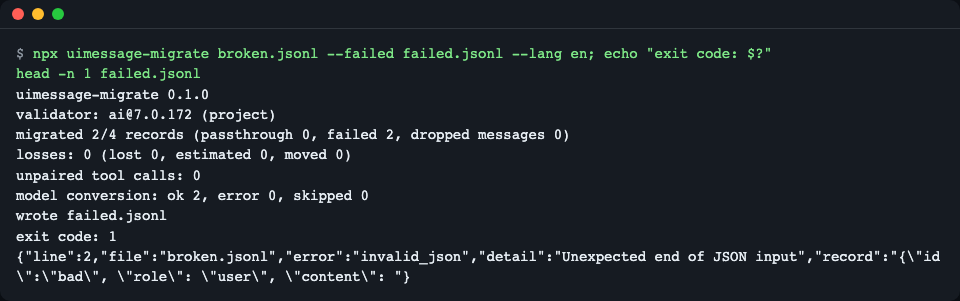 $ npx uimessage-migrate broken.jsonl --failed failed.jsonl --lang en; echo "exit code: $?"
head -n 1 failed.jsonl
uimessage-migrate 0.1.0
validator: ai@7.0.172 (project)
migrated 2/4 records (passthrough 0, failed 2, dropped messages 0)
losses: 0 (lost 0, estimated 0, moved 0)
unpaired tool calls: 0
model conversion: ok 2, error 0, skipped 0
wrote failed.jsonl
exit code: 1
{"line":2,"file":"broken.jsonl","error":"invalid_json","detail":"Unexpected end of JSON input","record":"{\"id
\":\"bad\", \"role\": \"user\", \"content\": "}